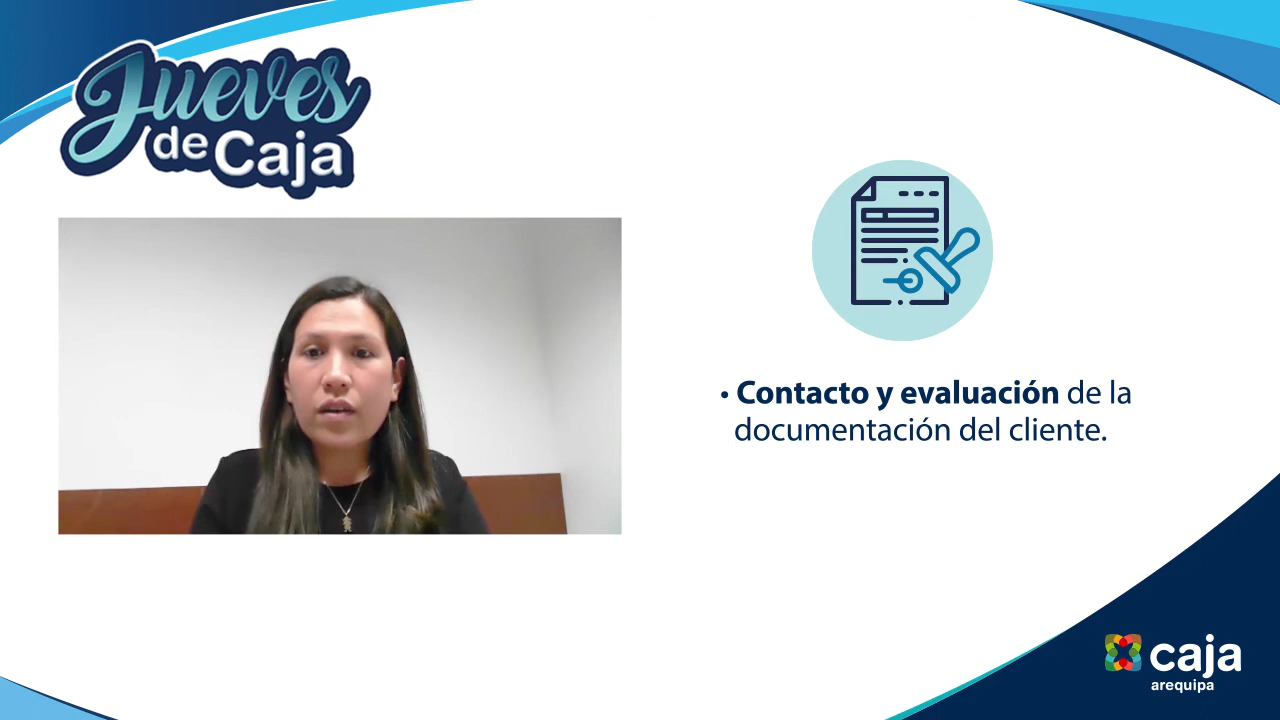 Jueves
de Caja
• Contacto y evaluación de la
documentación del cliente.
caja
arequipa